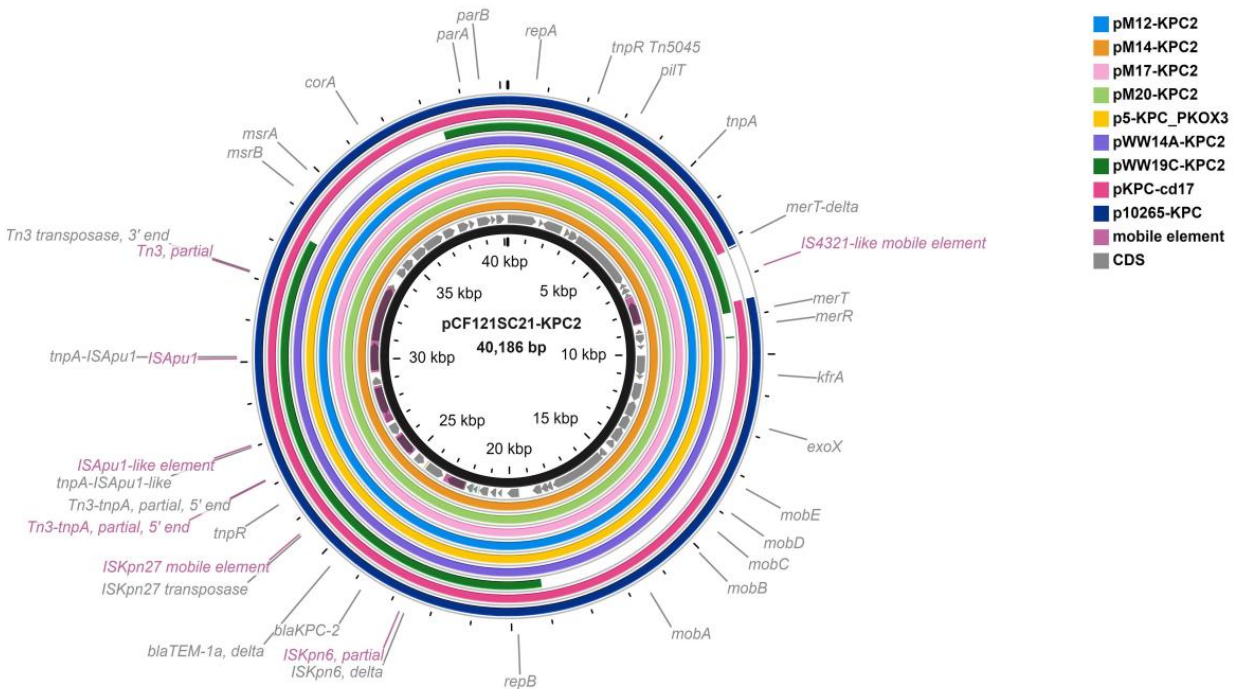 parB
parA
repA
tnpR Tn5045
pilT
corA
tnpA
msrA
msrB
merT-delta
Tn3 transposase, 3' end
Tn3, partial
IS4321-like mobile element
merT
merR
tnpA-ISApu1
ISApu1
kfrA
exoX
ISApu1-like element
tnpA-ISApu1-like
Tn3-tnpA, partial, 5' end
Tn3-tnpA, partial, 5' end
tnpR
mobE
mobD
mobC
mobB
ISKpn27 mobile element
ISKpn27 transposase
blaKPC-2
blaTEM-1a, delta
ISKpn6, partial
ISKpn6, delta
mobA
repB
40 kbp
35 kbp
5 kbp
pCF121SC21-KPC2
40,186 bp
30 kbp
10 kbp
25 kbp
15 kbp
20 kbp
pM12-KPC2
pM14-KPC2
pM17-KPC2
pM20-KPC2
p5-KPC_PKOX3
pWW14A-KPC2
pWW19C-KPC2
pKPC-cd17
p10265-KPC
mobile element
CDS